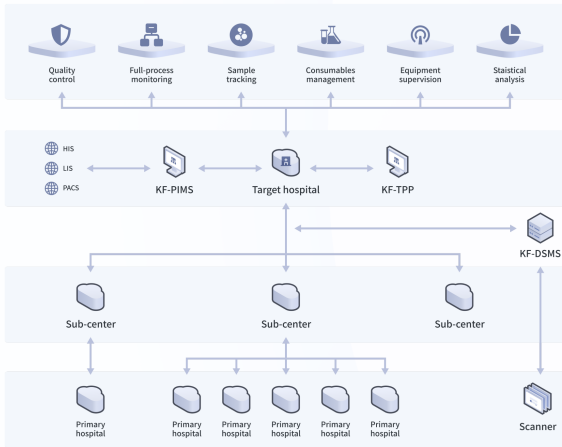 Quality
control
Full-process
monitoring
Sample
tracking
Consumables
management
Equipment
supervision
Staistical
analysis
HIS
LIS
PACS
KF-PIMS
Target hospital
KF-TPP
KF-DSMS
Sub-center
Sub-center
Sub-center
Primary
hospital
Primary
hospital
Primary
hospital
Primary
hospital
Primary
hospital
Primary
hospital
Scanner